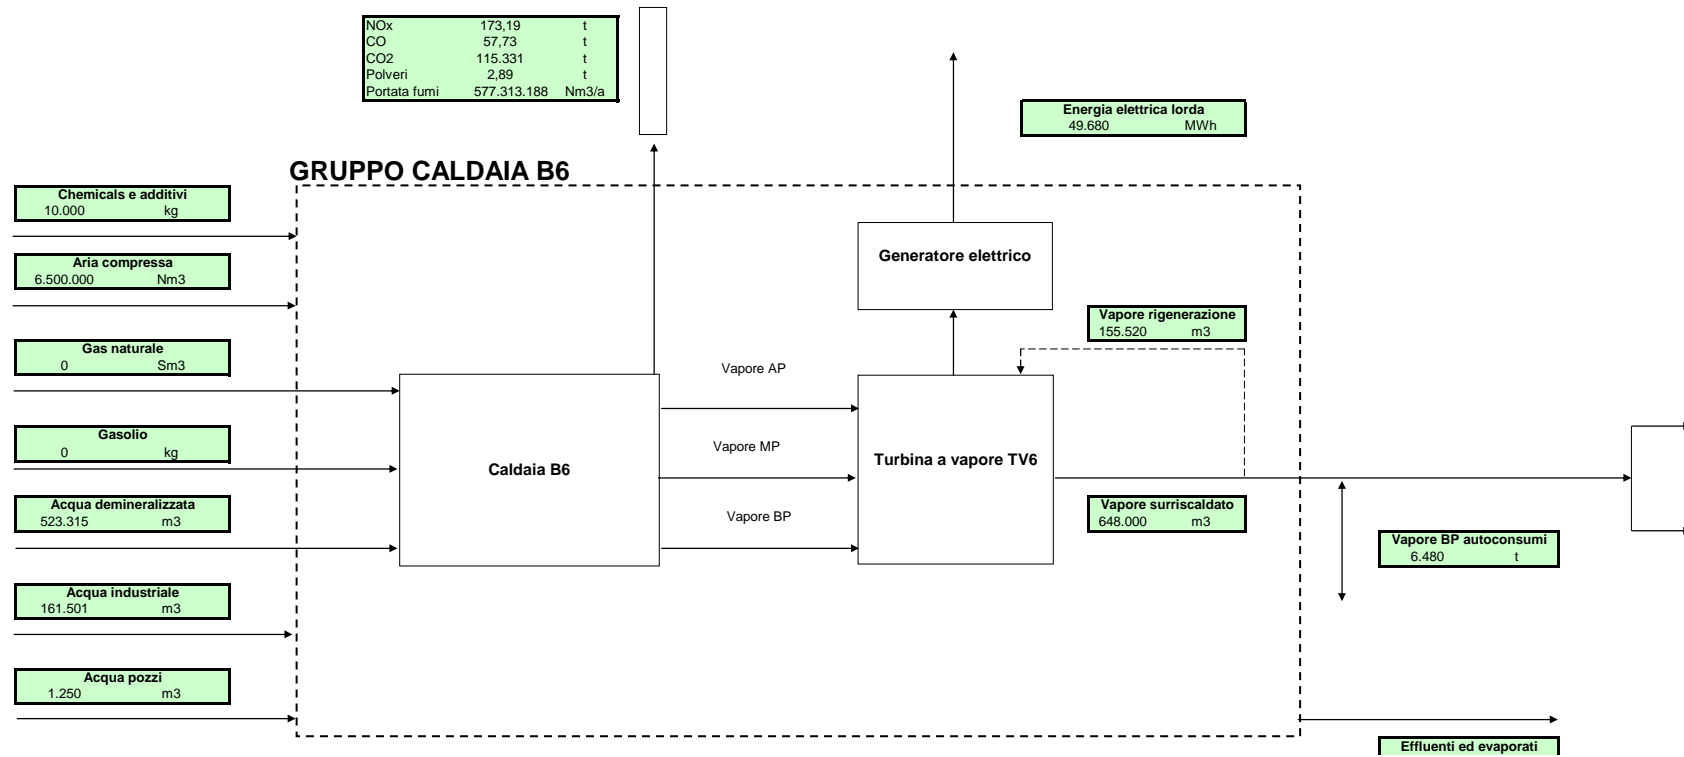 NOx 173,19 t
CO 57,73 t
CO2 115.331 t
Polveri 2,89 t
Portata fumi 577.313.188 Nm3/a
Energia elettrica lorda
49.680 MWh
GRUPPO CALDAIA B6
Chemicals e additivi
10.000 kg
Aria compressa
6.500.000 Nm3
Generatore elettrico
Vapore rigenerazione
155.520 m3
Gas naturale
0 Sm3
Vapore AP
Gasolio
0 kg
Vapore MP
Caldaia B6
Turbina a vapore TV6
Acqua demineralizzata
523.315 m3
Vapore BP
Vapore surriscaldato
648.000 m3
Vapore BP autoconsumi
6.480 t
Acqua industriale
161.501 m3
Acqua pozzi
1.250 m3
Effluenti ed evaporati